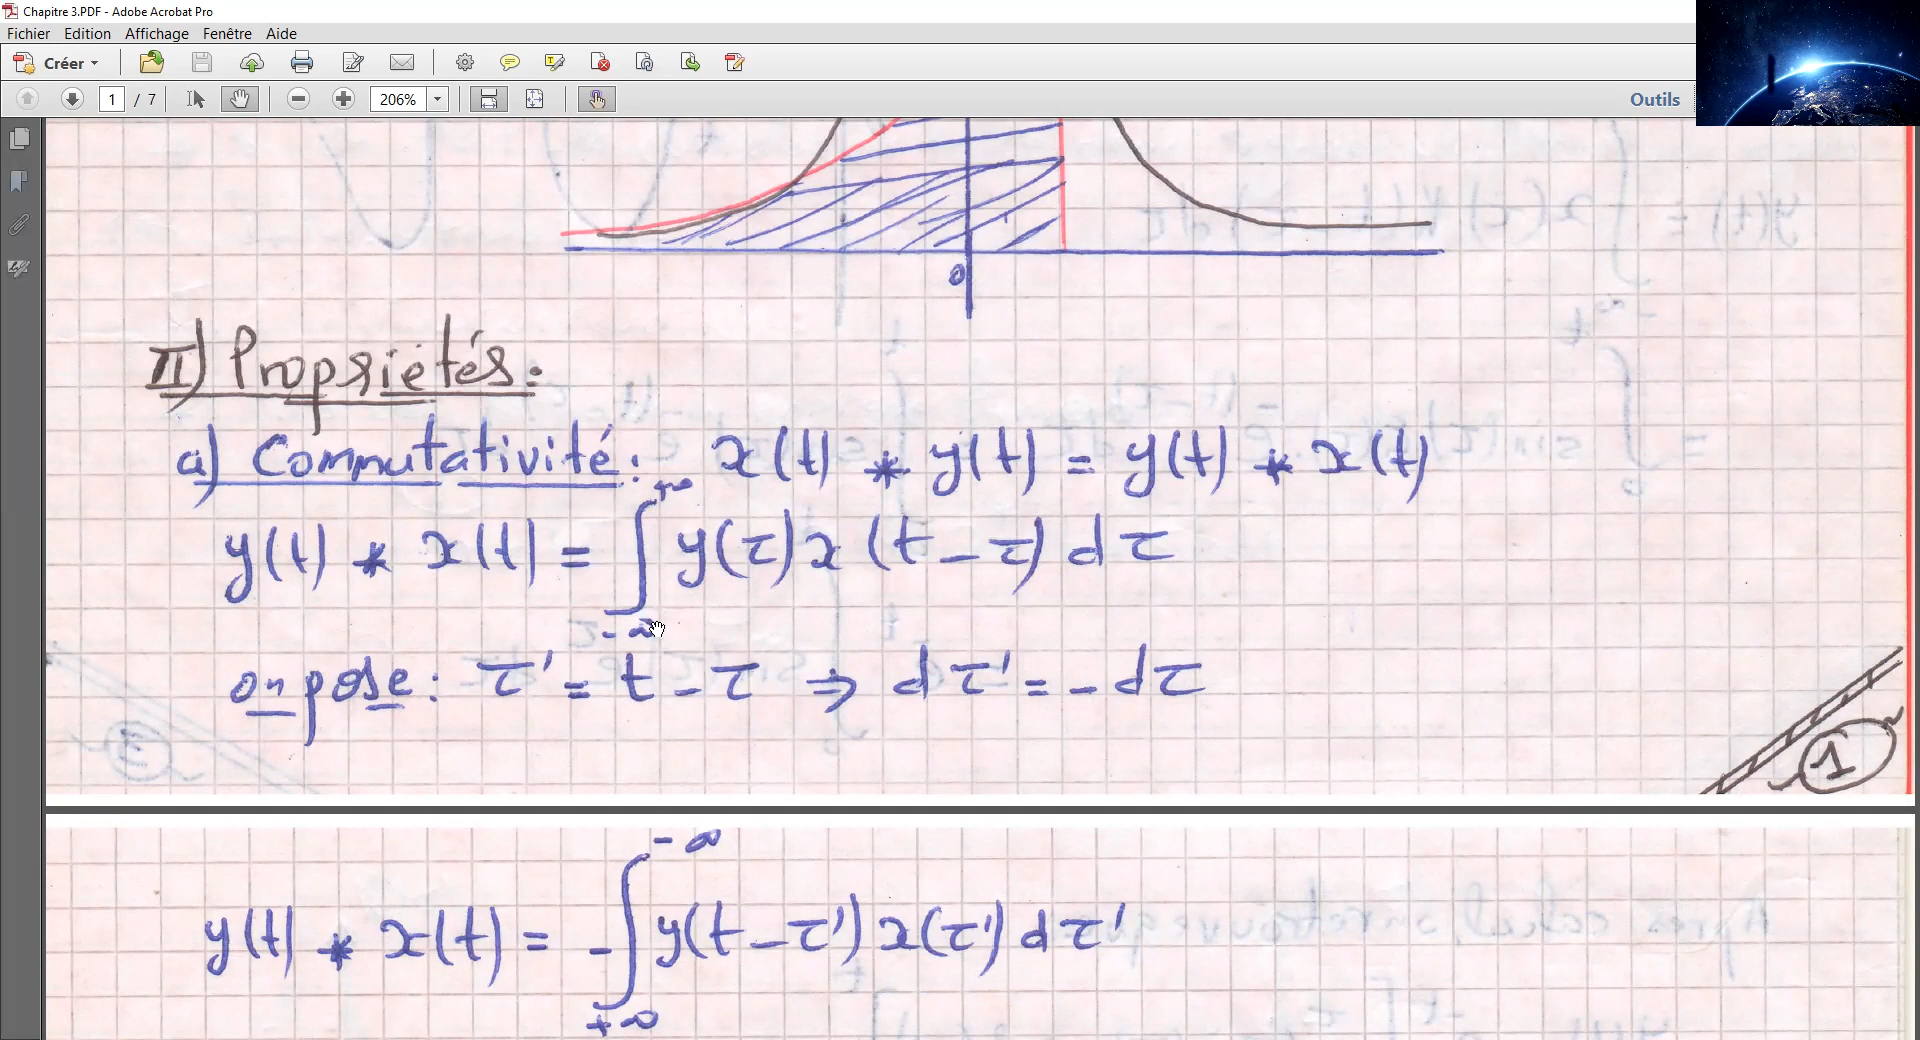 Chapitre 3.PDF - Adobe Acrobat Pro
Fichier Edition Affichage Fenêtre Aide
Créer
1 / 7 206% Outils
0
II) Propriétés:
a) Commutativité: x(t) * y(t) = y(t) * x(t)
y(t) * x(t) = ∫_{-∞}^{+∞} y(τ) x(t - τ) dτ
on pose: τ' = t - τ ⇒ dτ' = - dτ
1
y(t) * x(t) = - ∫_{+∞}^{-∞} y(t - τ') x(τ') dτ'